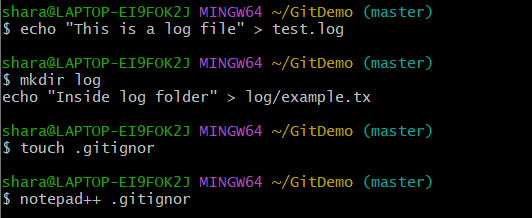 shara@LAPTOP-EI9FOK2J MINGW64 ~/GitDemo (master)
$ echo "This is a log file" > test.log
shara@LAPTOP-EI9FOK2J MINGW64 ~/GitDemo (master)
$ mkdir log
echo "Inside log folder" > log/example.tx
shara@LAPTOP-EI9FOK2J MINGW64 ~/GitDemo (master)
$ touch .gitignor
shara@LAPTOP-EI9FOK2J MINGW64 ~/GitDemo (master)
$ notepad++ .gitignor